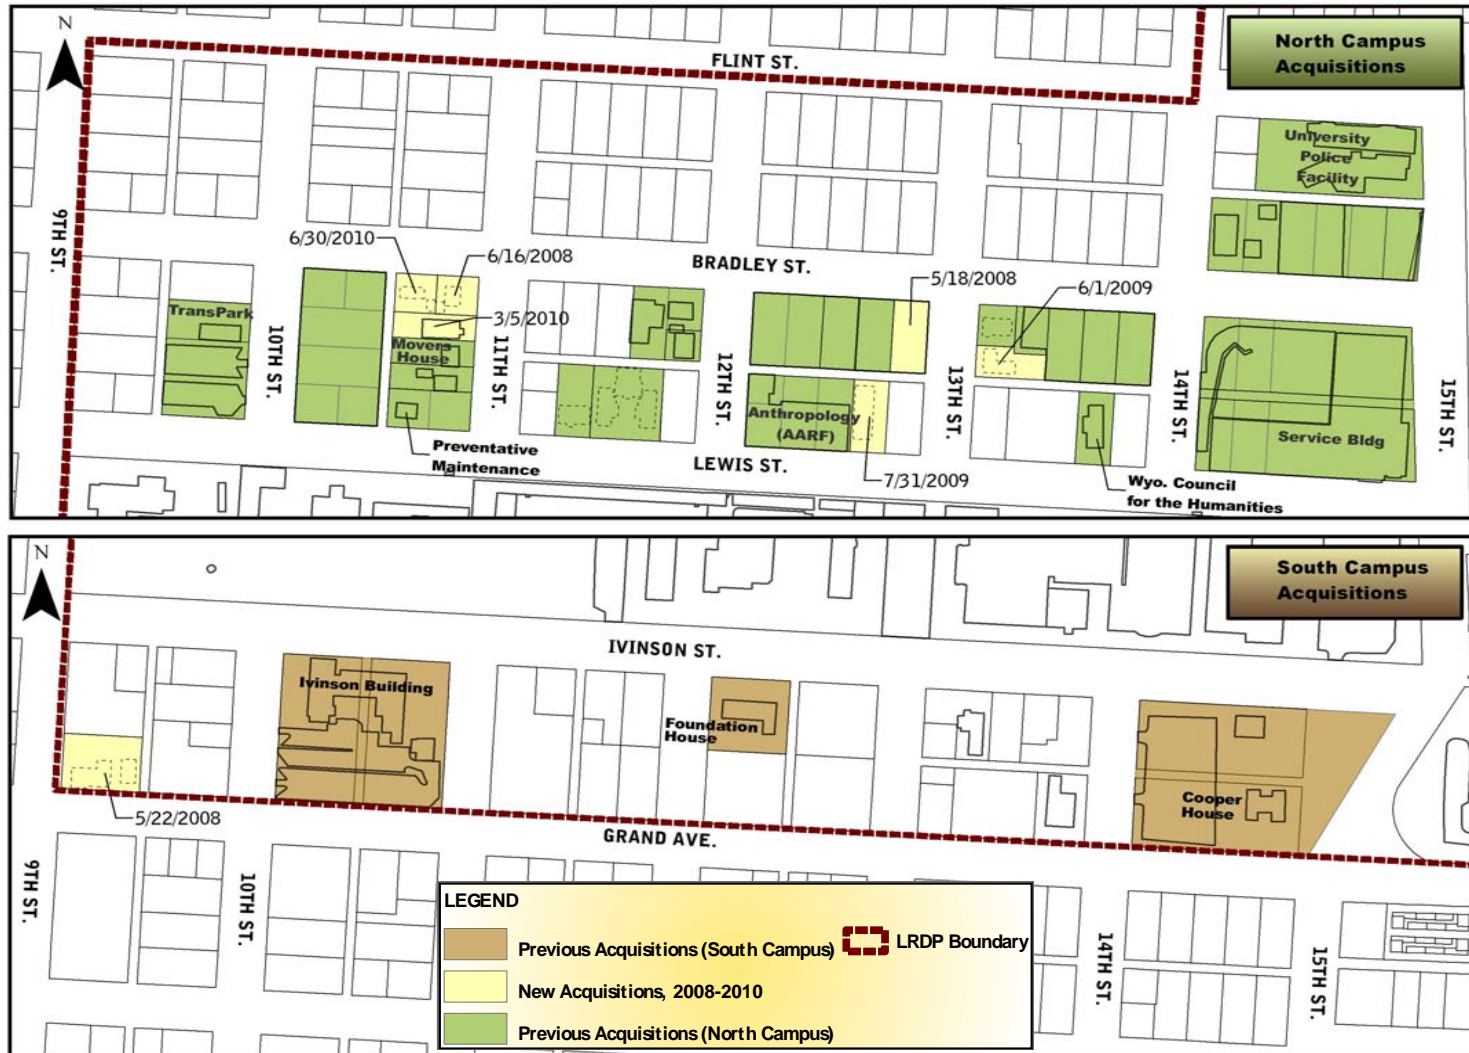 N
FLINT ST.
North Campus
Acquisitions
University
Police
Facility
9TH ST.
6/30/2010
6/16/2008
BRADLEY ST.
5/18/2008
6/1/2009
TransPark
3/5/2010
Movers
House
10TH ST.
11TH ST.
12TH ST.
13TH ST.
14TH ST.
15TH ST.
Anthropology
(AARF)
Service Bldg
Preventative
Maintenance
LEWIS ST.
7/31/2009
Wyo. Council
for the Humanities
N
South Campus
Acquisitions
IVINSON ST.
Ivinson Building
Foundation
House
Cooper
House
5/22/2008
GRAND AVE.
9TH ST.
10TH ST.
14TH ST.
15TH ST.
LEGEND
Previous Acquisitions (South Campus)
LRDP Boundary
New Acquisitions, 2008-2010
Previous Acquisitions (North Campus)